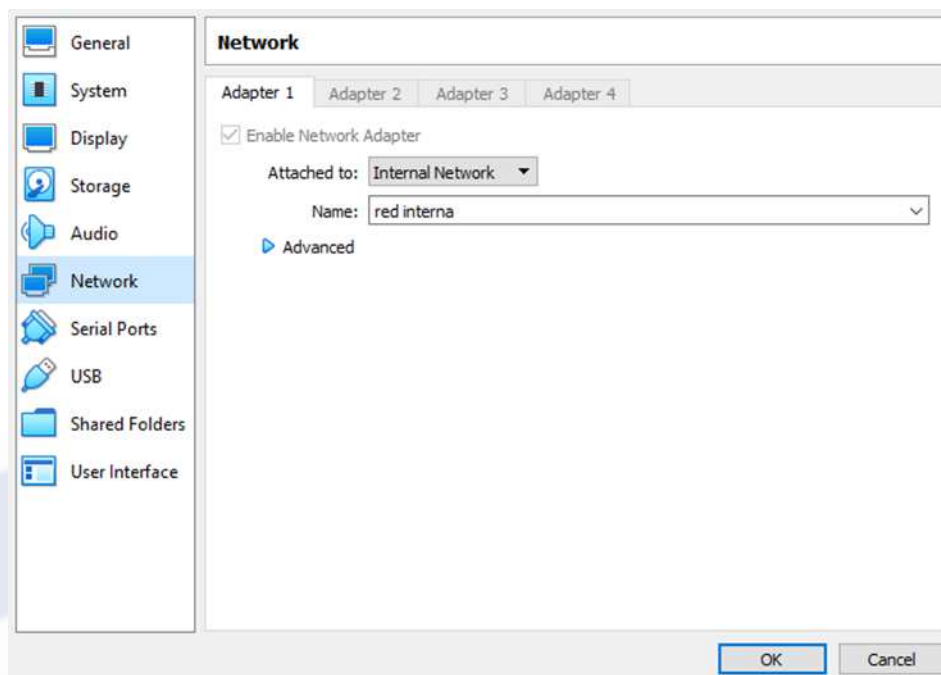 General
System
Display
Storage
Audio
Network
Serial Ports
USB
Shared Folders
User Interface
Network
Adapter 1 Adapter 2 Adapter 3 Adapter 4
Enable Network Adapter
Attached to: Internal Network
Name: red interna
Advanced
OK Cancel